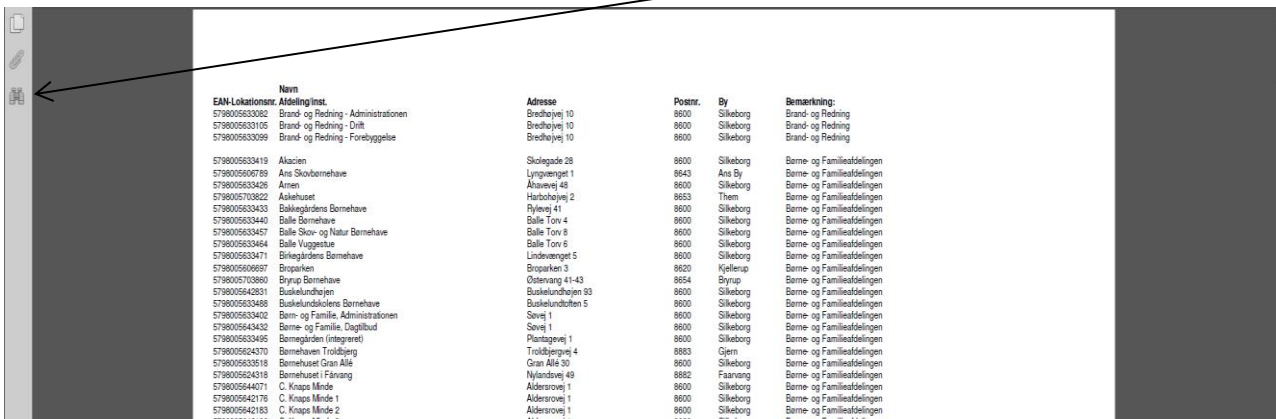 Navn
EAN-Lokationsnr. Afdeling/inst. Adresse Postnr. By Bemærkning:
5798005633082 Brand- og Redning - Administrationen Bredhøjvej 10 8600 Silkeborg Brand- og Redning
5798005633105 Brand- og Redning - Drift Bredhøjvej 10 8600 Silkeborg Brand- og Redning
5798005633099 Brand- og Redning - Forebyggelse Bredhøjvej 10 8600 Silkeborg Brand- og Redning
5798005633419 Akacien Skolegade 28 8600 Silkeborg Børne- og Familieafdelingen
5798005606789 Ans Skovbørnehave Lyngvænget 1 8643 Ans By Børne- og Familieafdelingen
5798005633426 Arnen Åhavevej 48 8600 Silkeborg Børne- og Familieafdelingen
5798005703822 Askehuset Harbohøjvej 2 8653 Them Børne- og Familieafdelingen
5798005633433 Bakkegårdens Børnehave Rylevej 41 8600 Silkeborg Børne- og Familieafdelingen
5798005633440 Balle Børnehave Balle Torv 4 8600 Silkeborg Børne- og Familieafdelingen
5798005633457 Balle Skov- og Natur Børnehave Balle Torv 8 8600 Silkeborg Børne- og Familieafdelingen
5798005633464 Balle Vuggestue Balle Torv 6 8600 Silkeborg Børne- og Familieafdelingen
5798005633471 Birkegårdens Børnehave Lindevænget 5 8600 Silkeborg Børne- og Familieafdelingen
5798005606697 Broparken Broparken 3 8620 Kjellerup Børne- og Familieafdelingen
5798005703860 Bryrup Børnehave Østervang 41-43 8654 Bryrup Børne- og Familieafdelingen
5798005642831 Buskelundhøjen Buskelundhøjen 93 8600 Silkeborg Børne- og Familieafdelingen
5798005633488 Buskelundskolens Børnehave Buskelundtoften 5 8600 Silkeborg Børne- og Familieafdelingen
5798005633402 Børn- og Familie, Administrationen Søvej 1 8600 Silkeborg Børne- og Familieafdelingen
5798005643432 Børne- og Familie, Dagtilbud Søvej 1 8600 Silkeborg Børne- og Familieafdelingen
5798005633495 Børnegården (integreret) Plantagevej 1 8600 Silkeborg Børne- og Familieafdelingen
5798005624370 Børnehaven Troldbjerg Troldbjergvej 4 8883 Gjern Børne- og Familieafdelingen
5798005633518 Børnehuset Gran Allé Gran Allé 30 8600 Silkeborg Børne- og Familieafdelingen
5798005624318 Børnehuset i Fårvang Nylandsvej 49 8882 Faarvang Børne- og Familieafdelingen
5798005644071 C. Knaps Minde Aldersrovej 1 8600 Silkeborg Børne- og Familieafdelingen
5798005642176 C. Knaps Minde 1 Aldersrovej 1 8600 Silkeborg Børne- og Familieafdelingen
5798005642183 C. Knaps Minde 2 Aldersrovej 1 8600 Silkeborg Børne- og Familieafdelingen